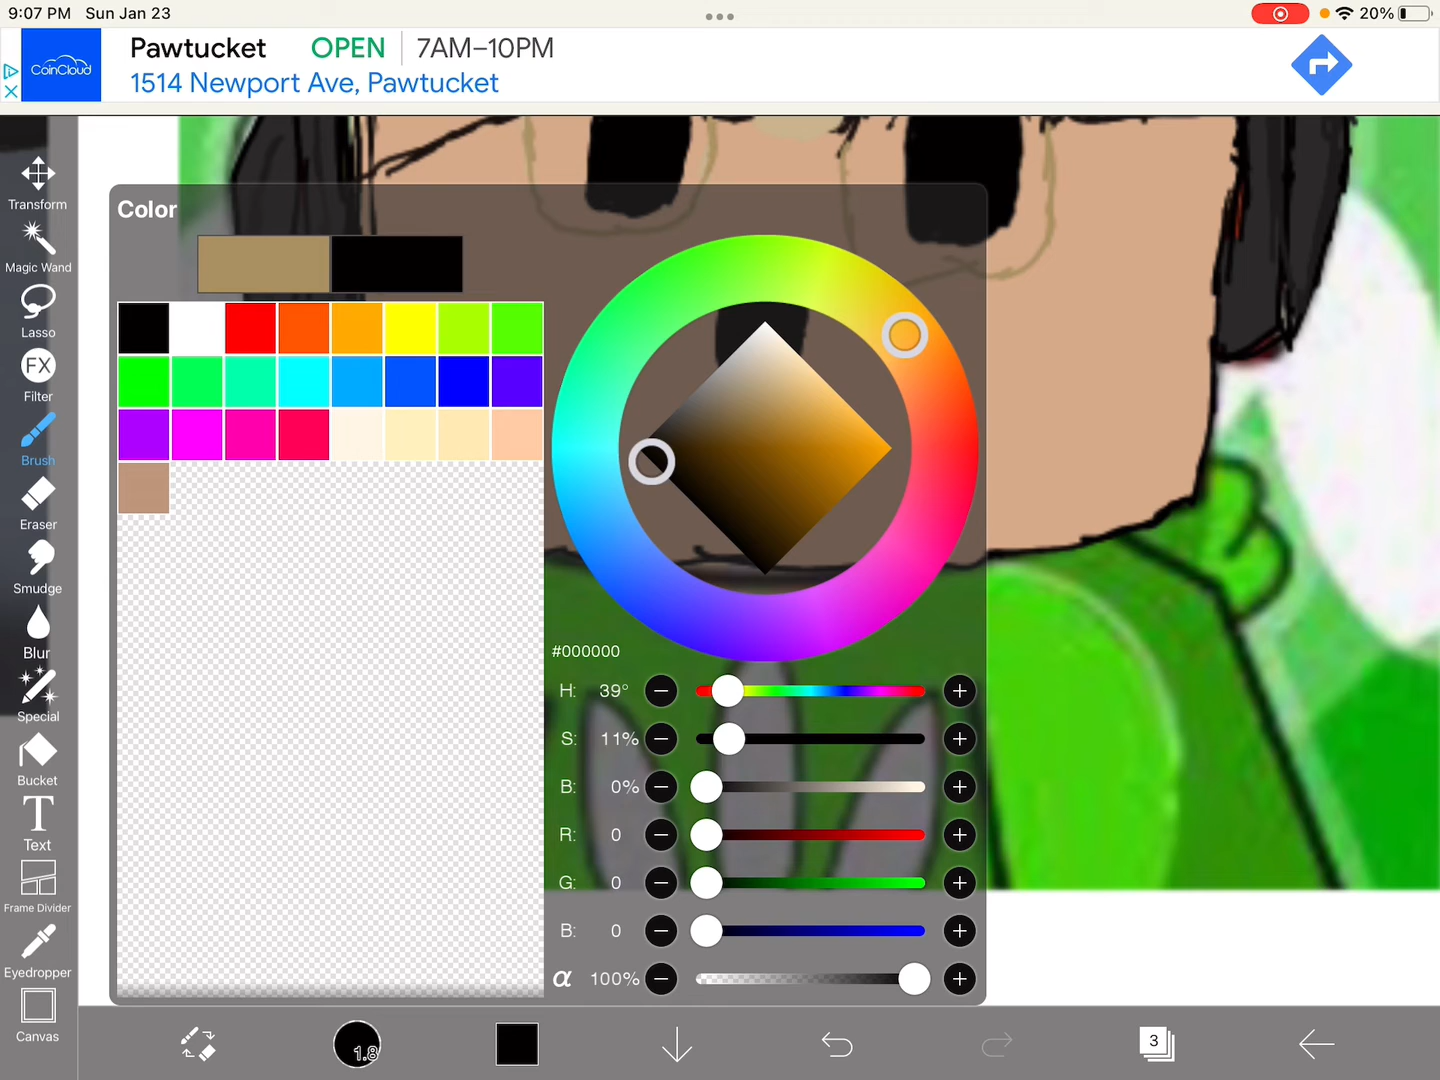 9:07 PM Sun Jan 23
20%
CoinCloud
Pawtucket OPEN 7AM–10PM
1514 Newport Ave, Pawtucket
Transform
Magic Wand
Lasso
FX
Filter
Brush
Eraser
Smudge
Blur
Special
Bucket
T
Text
Frame Divider
Eyedropper
Canvas
Color
#000000
H: 39°
S: 11%
B: 0%
R: 0
G: 0
B: 0
α 100%
1.8
3